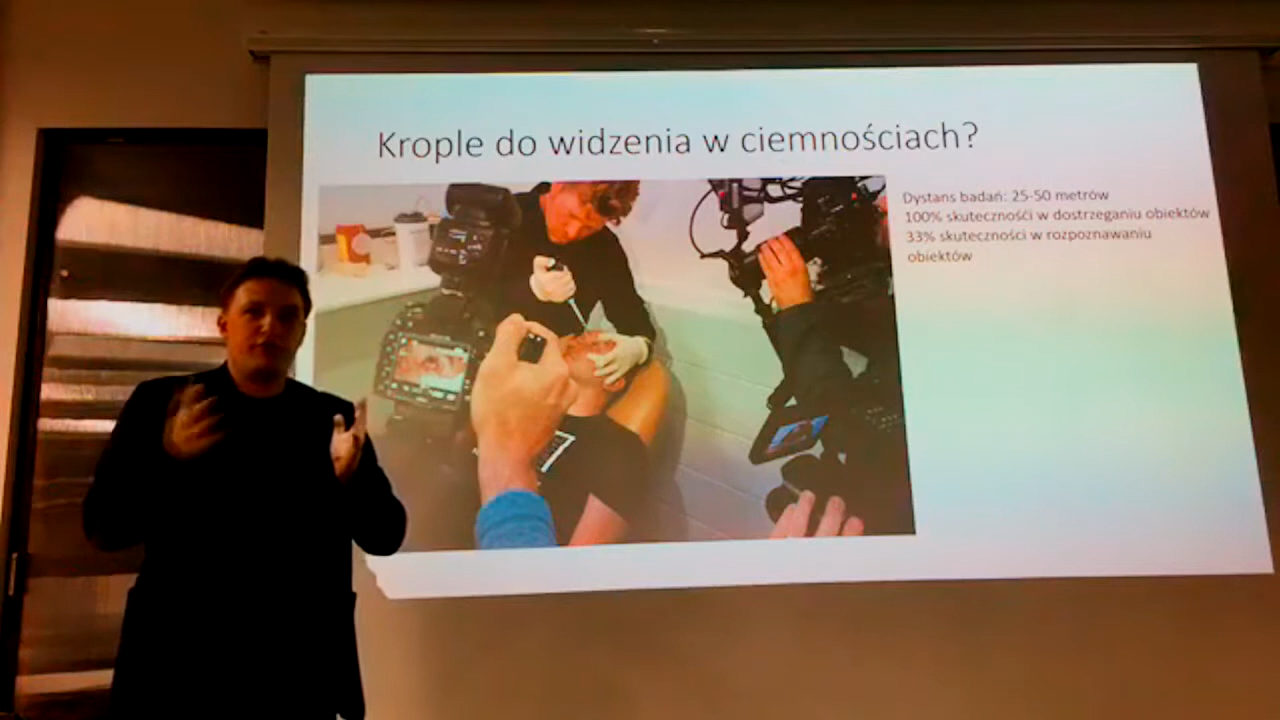 Krople do widzenia w ciemnościach?
Dystans badań: 25-50 metrów
100% skuteczności w dostrzeganiu obiektów
33% skuteczności w rozpoznawaniu
obiektów